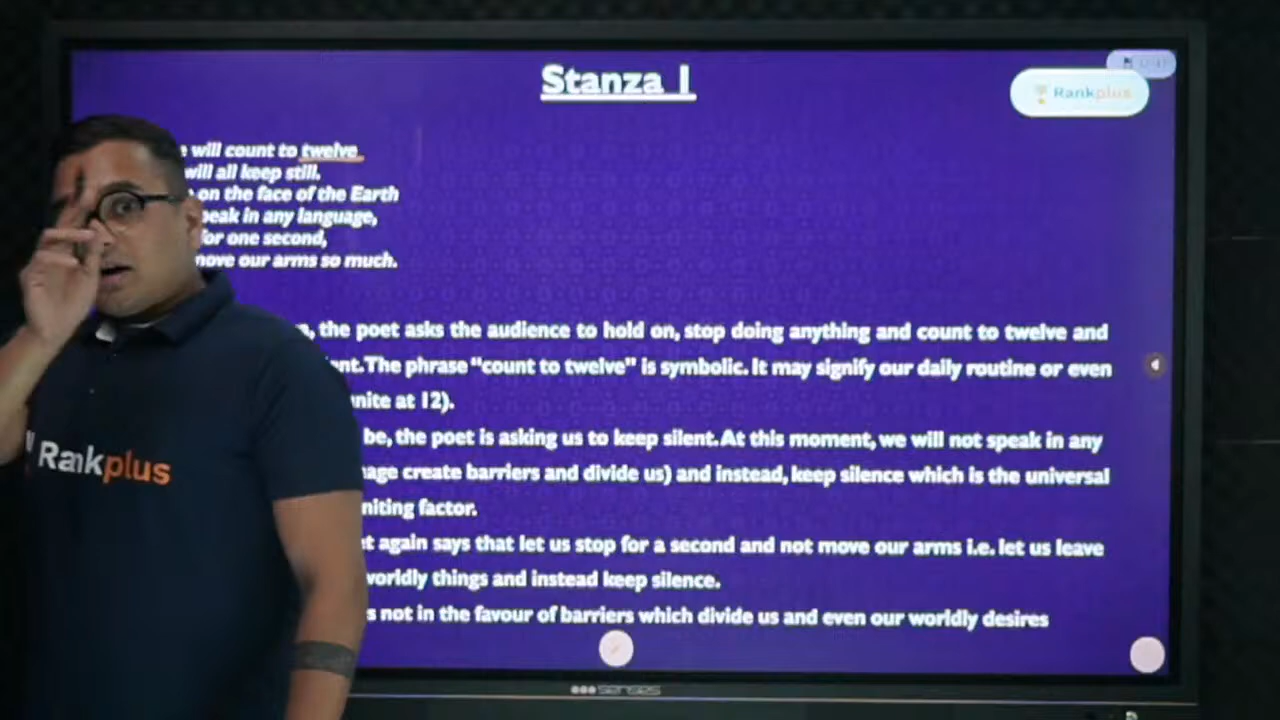 Stanza 1
Rankplus
will count to twelve
will all keep still.
on the face of the Earth
in any language,
for one second,
move our arms so much.
the poet asks the audience to hold on, stop doing anything and count to twelve and
The phrase "count to twelve" is symbolic. It may signify our daily routine or even
at 12).
be, the poet is asking us to keep silent. At this moment, we will not speak in any
create barriers and divide us) and instead, keep silence which is the universal
factor.
again says that let us stop for a second and not move our arms i.e. let us leave
worldly things and instead keep silence.
not in the favour of barriers which divide us and even our worldly desires
Rankplus
senses